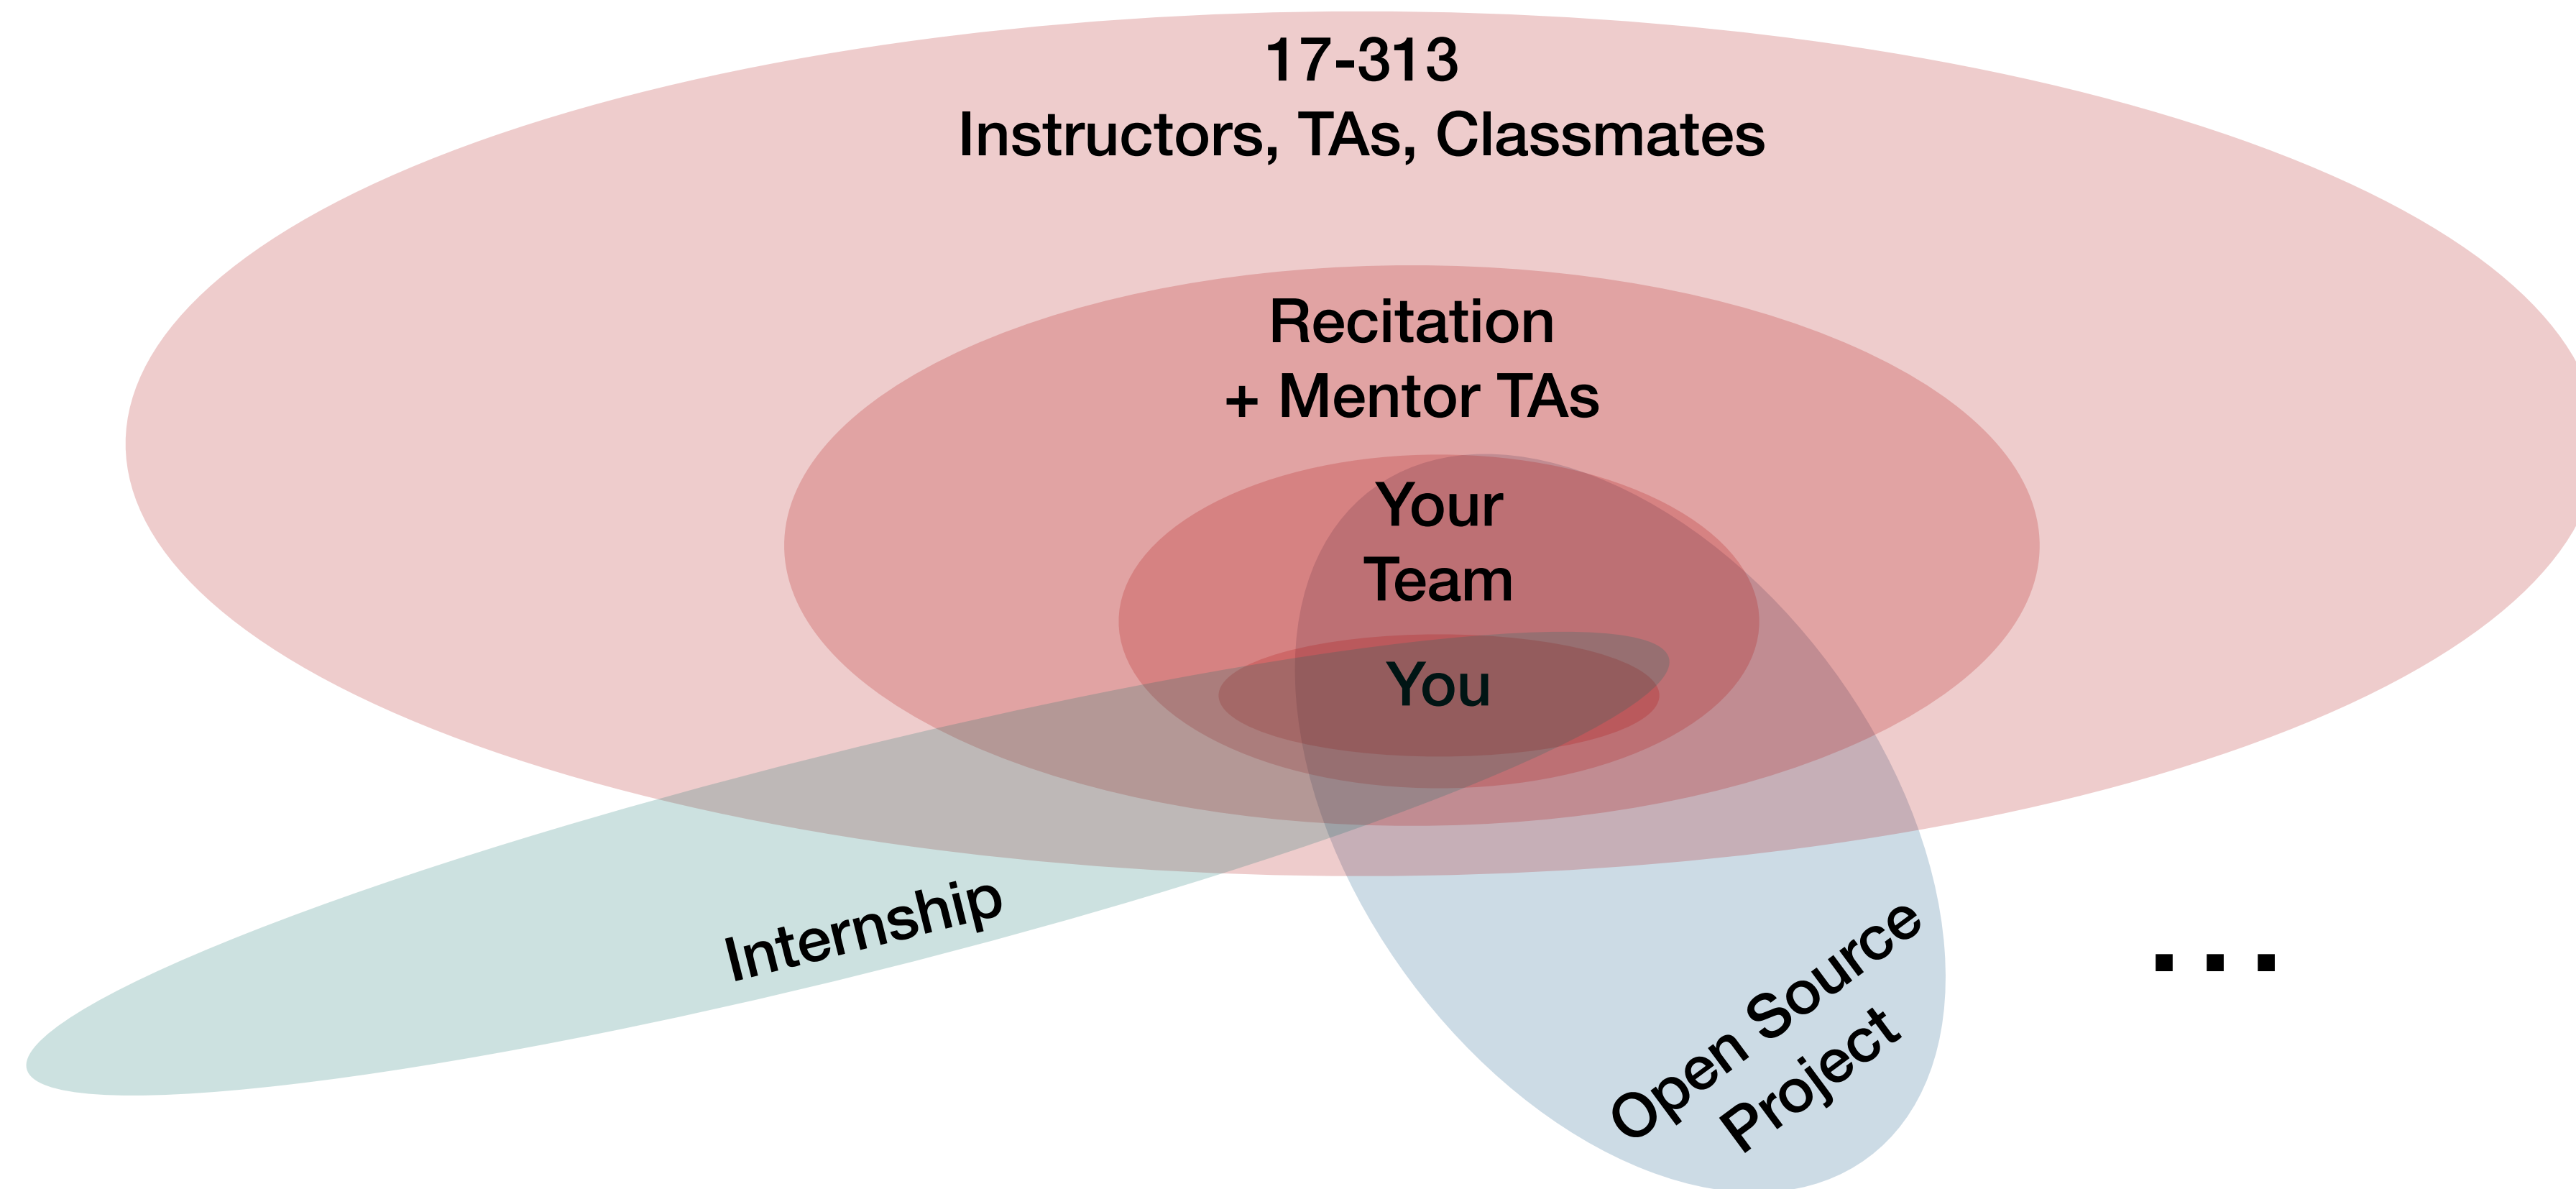 17-313
Instructors, TAs, Classmates
Recitation
+ Mentor TAs
Your
Team
You
Internship
Open Source
Project
...